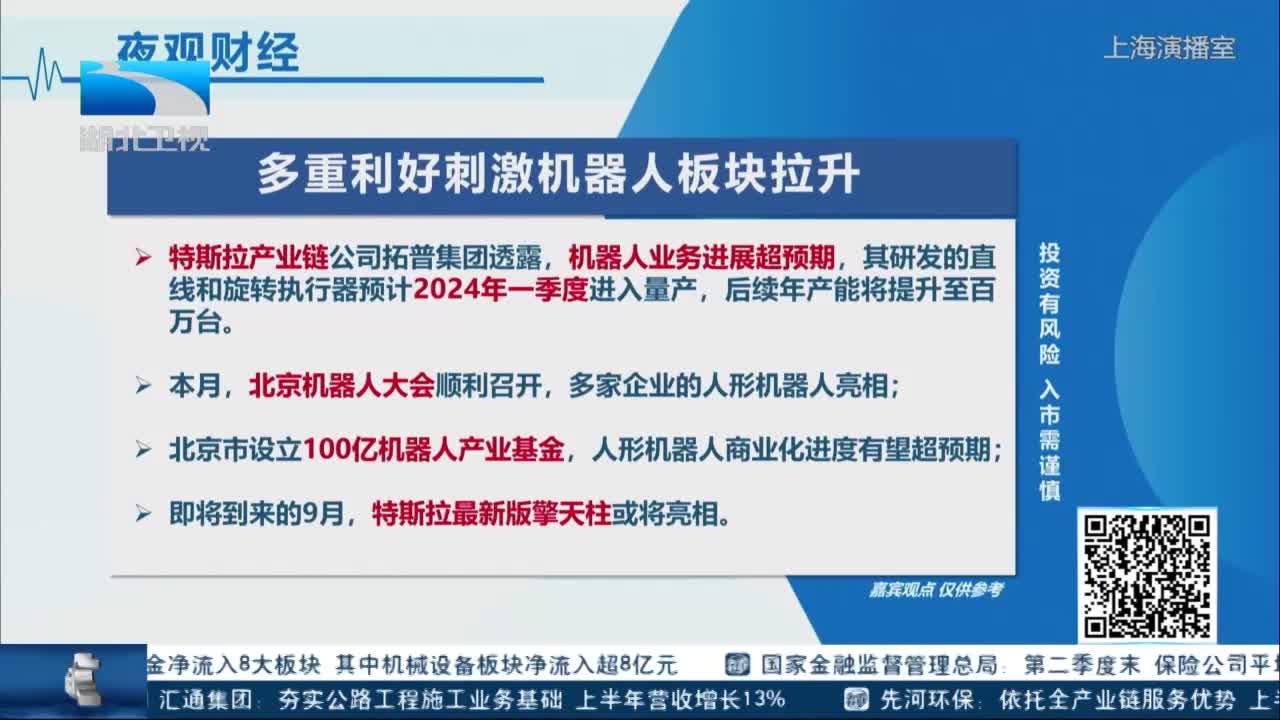 夜观财经
上海演播室
湖北卫视
多重利好刺激机器人板块拉升
特斯拉产业链公司拓普集团透露，机器人业务进展超预期，其研发的直
线和旋转执行器预计2024年一季度进入量产，后续年产能将提升至百
万台。
本月，北京机器人大会顺利召开，多家企业的人形机器人亮相；
北京市设立100亿机器人产业基金，人形机器人商业化进度有望超预期；
即将到来的9月，特斯拉最新版擎天柱或将亮相。
投资有风险 入市需谨慎
嘉宾观点 仅供参考
金净流入8大板块 其中机械设备板块净流入超8亿元 国家金融监督管理总局：第二季度末 保险公司平
汇通集团：夯实公路工程施工业务基础 上半年营收增长13% 先河环保：依托全产业链服务优势 上